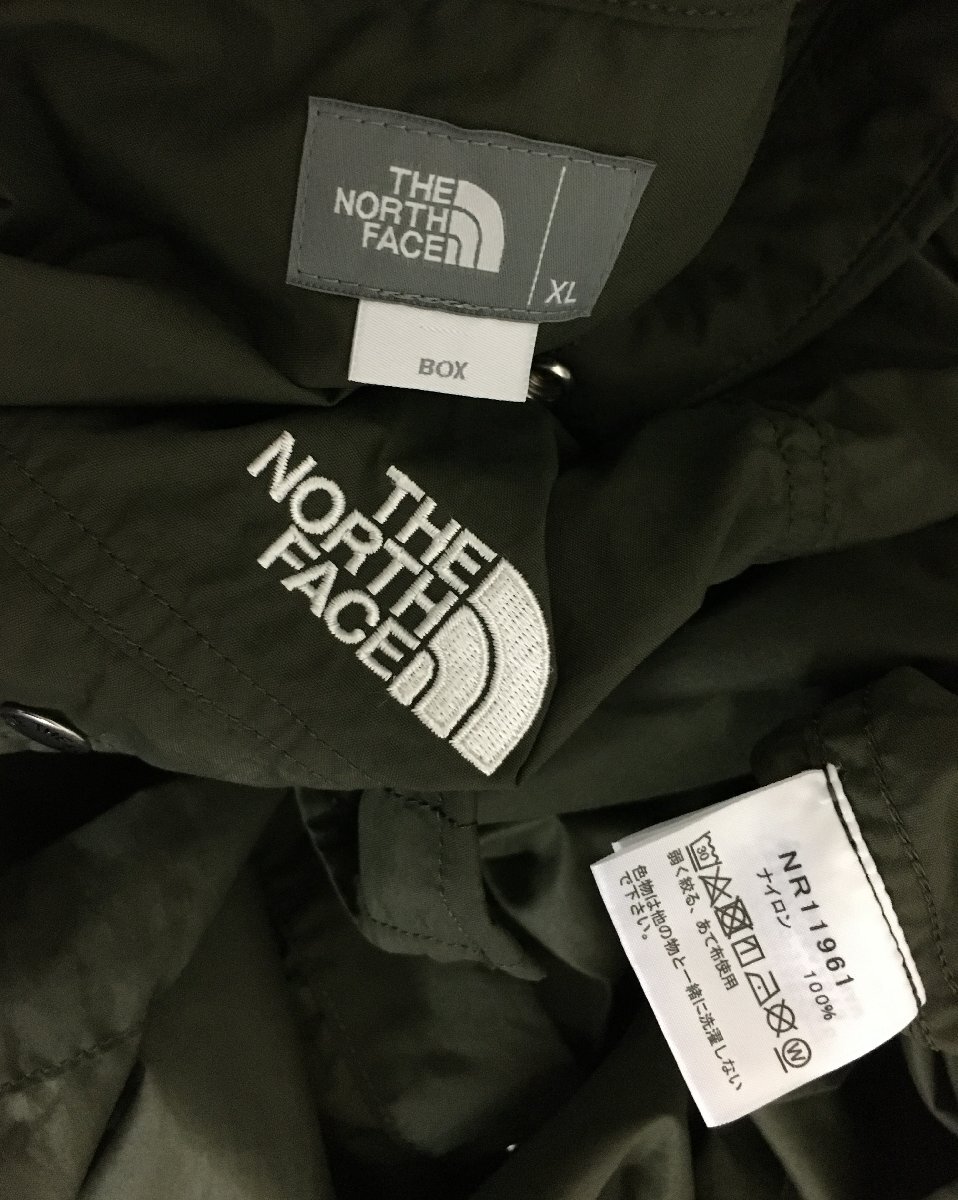 THE
NORTH
FACE
XL
BOX
THE
NORTH
FACE
NR11961
ナイロン 100%
30
W
弱く絞る、あて布使用
色物は他の物と一緒に洗濯しない
で下さい。